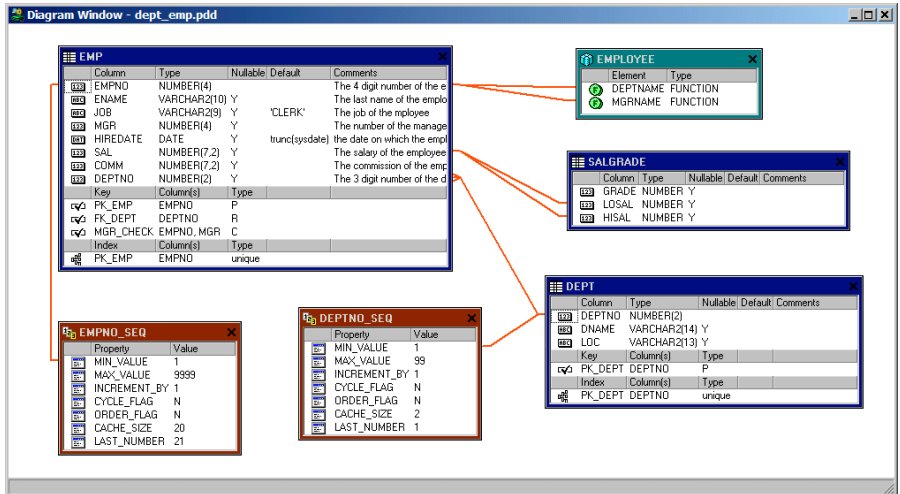 Diagram Window - dept_emp.pdd
EMP
Column Type Nullable Default Comments
EMPNO NUMBER(4) The 4 digit number of the e
ENAME VARCHAR2(10) Y The last name of the emplo
JOB VARCHAR2(9) Y 'CLERK' The job of the mployee
MGR NUMBER(4) Y The number of the manage
HIREDATE DATE Y trunc(sysdate) the date on which the empl
SAL NUMBER(7,2) Y The salary of the employee
COMM NUMBER(7,2) Y The commission of the emp
DEPTNO NUMBER(2) Y The 3 digit number of the d
Key Column(s) Type
PK_EMP EMPNO P
FK_DEPT DEPTNO R
MGR_CHECK EMPNO, MGR C
Index Column(s) Type
PK_EMP EMPNO unique
EMPLOYEE
Element Type
DEPTNAME FUNCTION
MGRNAME FUNCTION
SALGRADE
Column Type Nullable Default Comments
GRADE NUMBER Y
LOSAL NUMBER Y
HISAL NUMBER Y
EMPNO_SEQ
Property Value
MIN_VALUE 1
MAX_VALUE 9999
INCREMENT_BY 1
CYCLE_FLAG N
ORDER_FLAG N
CACHE_SIZE 20
LAST_NUMBER 21
DEPTNO_SEQ
Property Value
MIN_VALUE 1
MAX_VALUE 99
INCREMENT_BY 1
CYCLE_FLAG N
ORDER_FLAG N
CACHE_SIZE 2
LAST_NUMBER 1
DEPT
Column Type Nullable Default Comments
DEPTNO NUMBER(2)
DNAME VARCHAR2(14) Y
LOC VARCHAR2(13) Y
Key Column(s) Type
PK_DEPT DEPTNO P
Index Column(s) Type
PK_DEPT DEPTNO unique